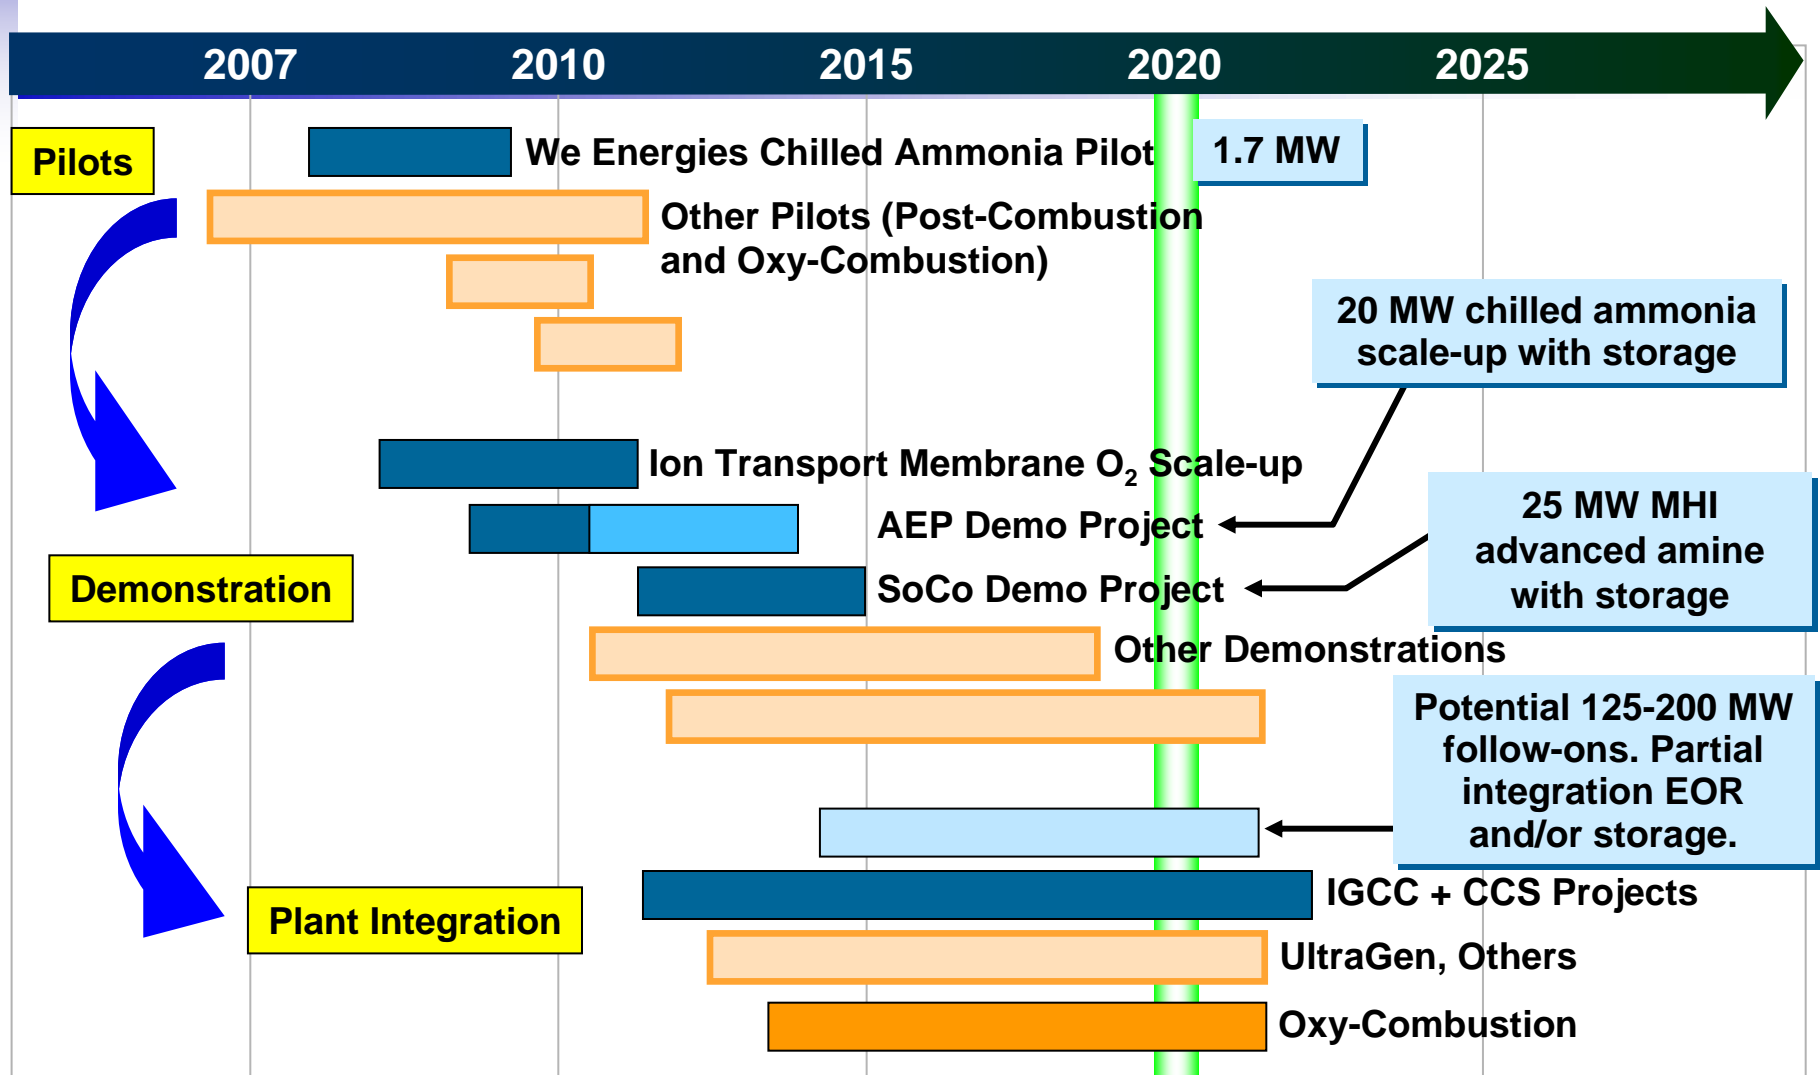 2007 2010 2015 2020 2025
Pilots
We Energies Chilled Ammonia Pilot
1.7 MW
Other Pilots (Post-Combustion
and Oxy-Combustion)
20 MW chilled ammonia
scale-up with storage
Ion Transport Membrane O₂ Scale-up
AEP Demo Project
25 MW MHI
advanced amine
with storage
Demonstration
SoCo Demo Project
Other Demonstrations
Potential 125-200 MW
follow-ons. Partial
integration EOR
and/or storage.
Plant Integration
IGCC + CCS Projects
UltraGen, Others
Oxy-Combustion